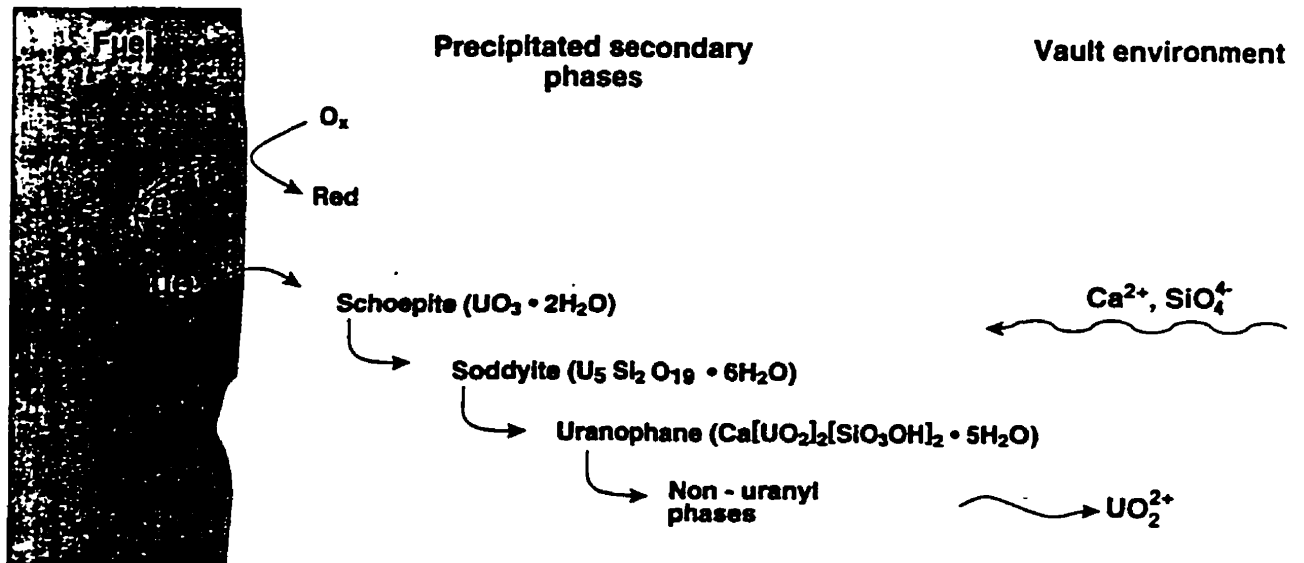 Fuel
Precipitated secondary
phases
Vault environment
Oₓ
Red
Schoepite (UO₃ • 2H₂O)
Ca²⁺, SiO₄⁴⁻
Soddyite (U₅ Si₂ O₁₉ • 6H₂O)
Uranophane (Ca[UO₂]₂[SiO₃OH]₂ • 5H₂O)
Non - uranyl
phases
UO₂²⁺